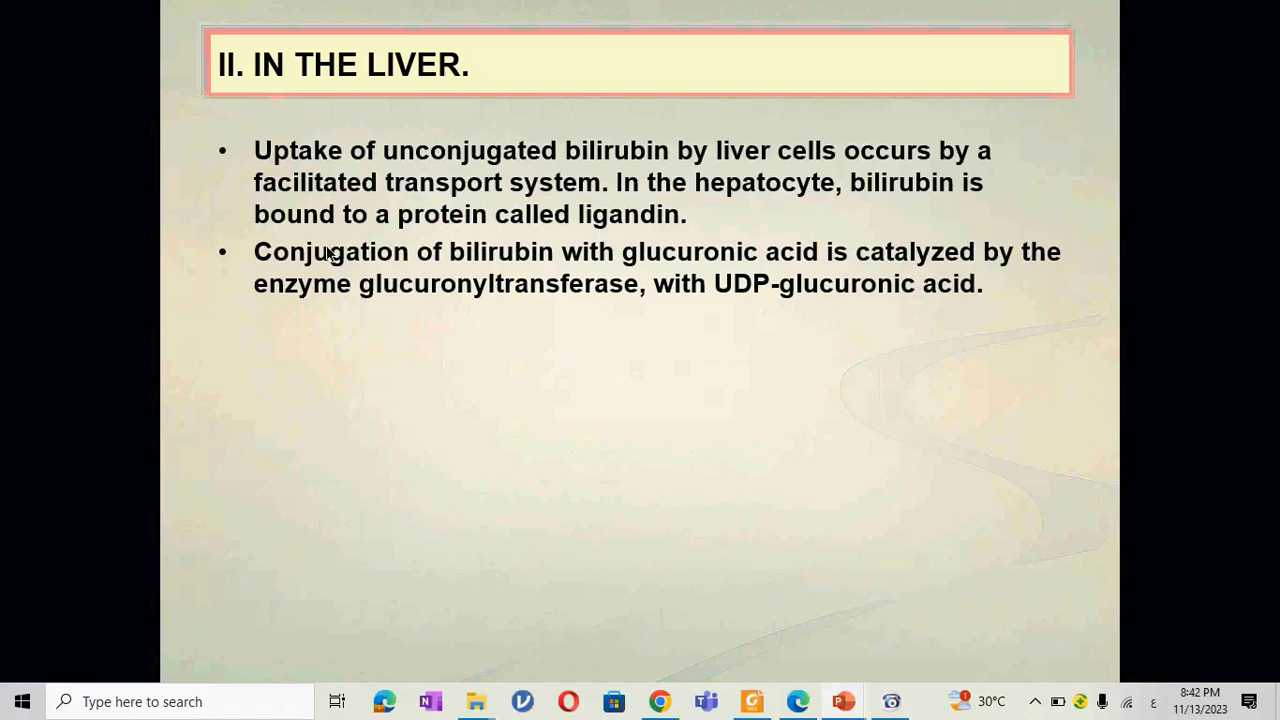 II. IN THE LIVER.
• Uptake of unconjugated bilirubin by liver cells occurs by a
facilitated transport system. In the hepatocyte, bilirubin is
bound to a protein called ligandin.
• Conjugation of bilirubin with glucuronic acid is catalyzed by the
enzyme glucuronyltransferase, with UDP-glucuronic acid.
Type here to search
30°C
ع
8:42 PM
11/13/2023